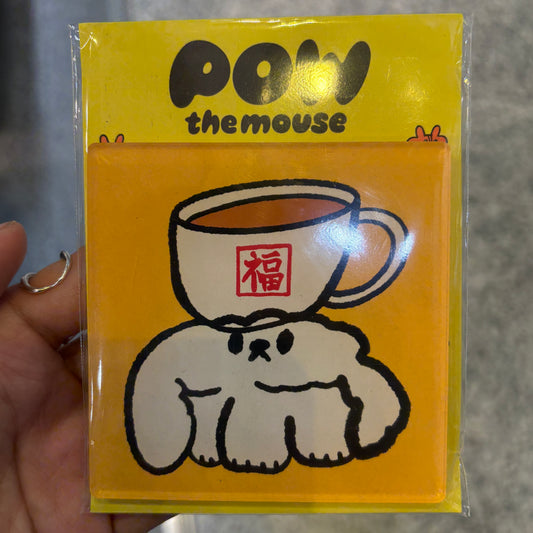 POW
the mouse
福